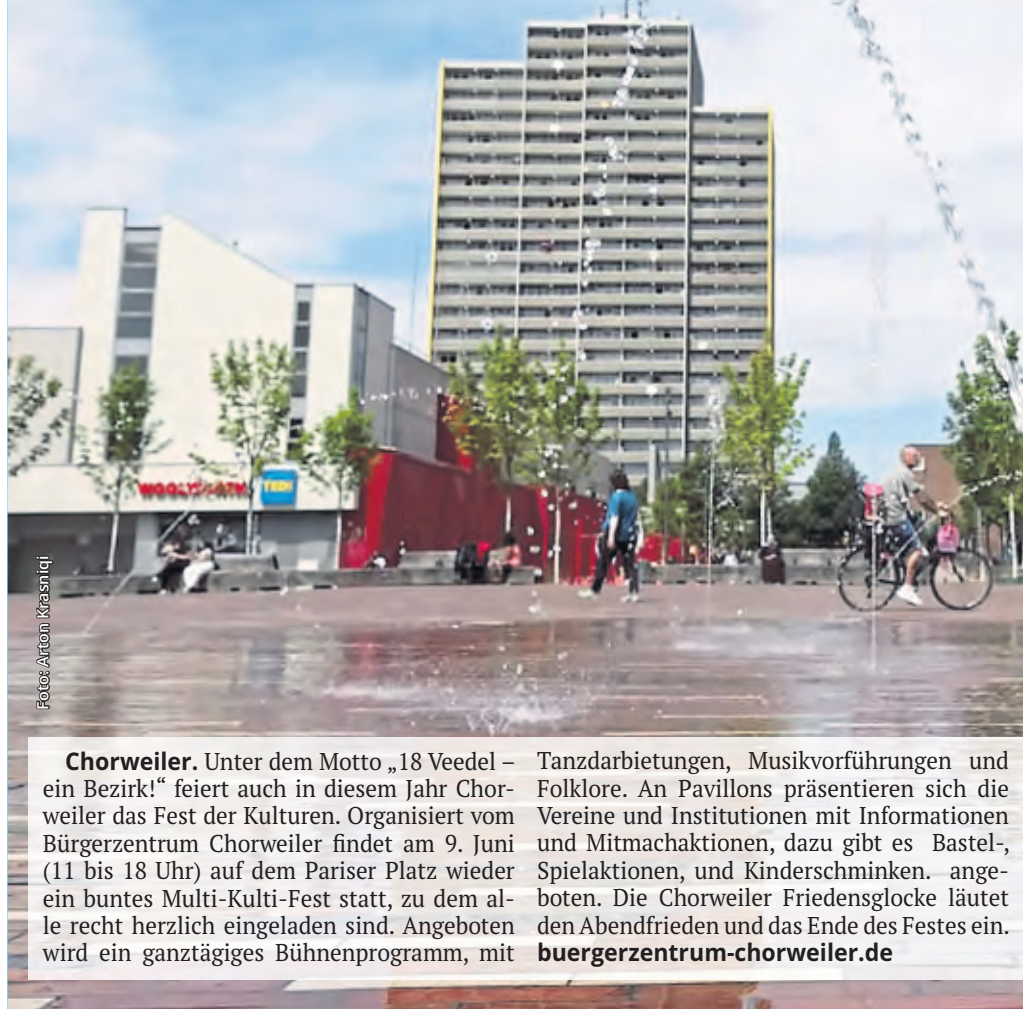 WOOLWORTH
TEDi
Foto: Arton Krasniqi
Chorweiler. Unter dem Motto „18 Veedel –
ein Bezirk!“ feiert auch in diesem Jahr Chor-
weiler das Fest der Kulturen. Organisiert vom
Bürgerzentrum Chorweiler findet am 9. Juni
(11 bis 18 Uhr) auf dem Pariser Platz wieder
ein buntes Multi-Kulti-Fest statt, zu dem al-
le recht herzlich eingeladen sind. Angeboten
wird ein ganztägiges Bühnenprogramm, mit
Tanzdarbietungen, Musikvorführungen und
Folklore. An Pavillons präsentieren sich die
Vereine und Institutionen mit Informationen
und Mitmachaktionen, dazu gibt es Bastel-,
Spielaktionen, und Kinderschminken. ange-
boten. Die Chorweiler Friedensglocke läutet
den Abendfrieden und das Ende des Festes ein.
buergerzentrum-chorweiler.de